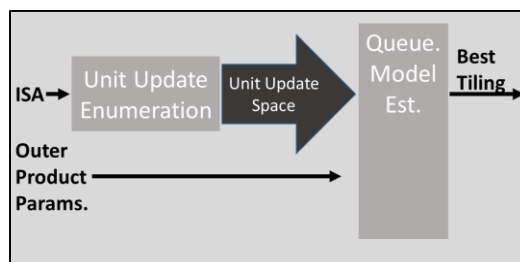 ISA
Unit Update
Enumeration
Unit Update
Space
Queue.
Model
Est.
Best
Tiling
Outer
Product
Params.